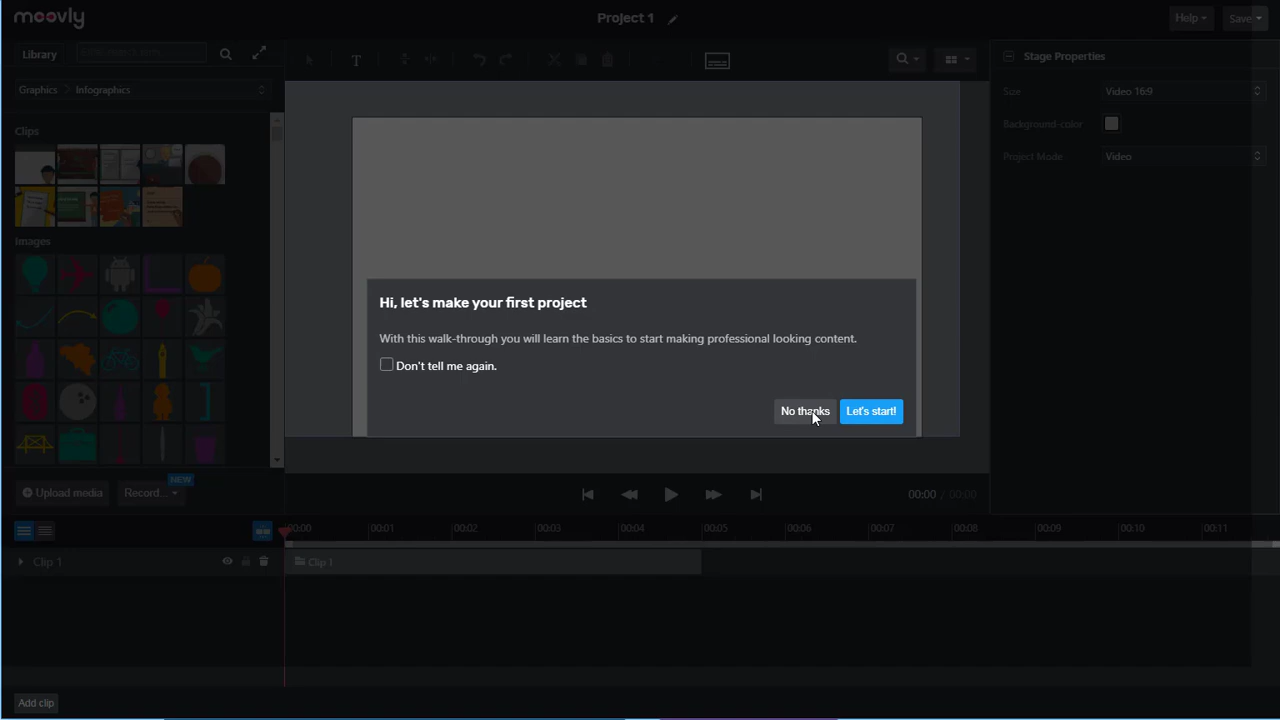 moovly
Project 1
Help
Save
Library
Graphics
Infographics
Stage Properties
Size
Video 16:9
Background-color
Project Mode
Video
Clips
Images
Hi, let's make your first project
With this walk-through you will learn the basics to start making professional looking content.
Don't tell me again.
No thanks
Let's start!
NEW
Upload media
Record...
00:00 / 00:00
00:00 00:01 00:02 00:03 00:04 00:05 00:06 00:07 00:08 00:09 00:10 00:11
Clip 1
Clip 1
Add clip